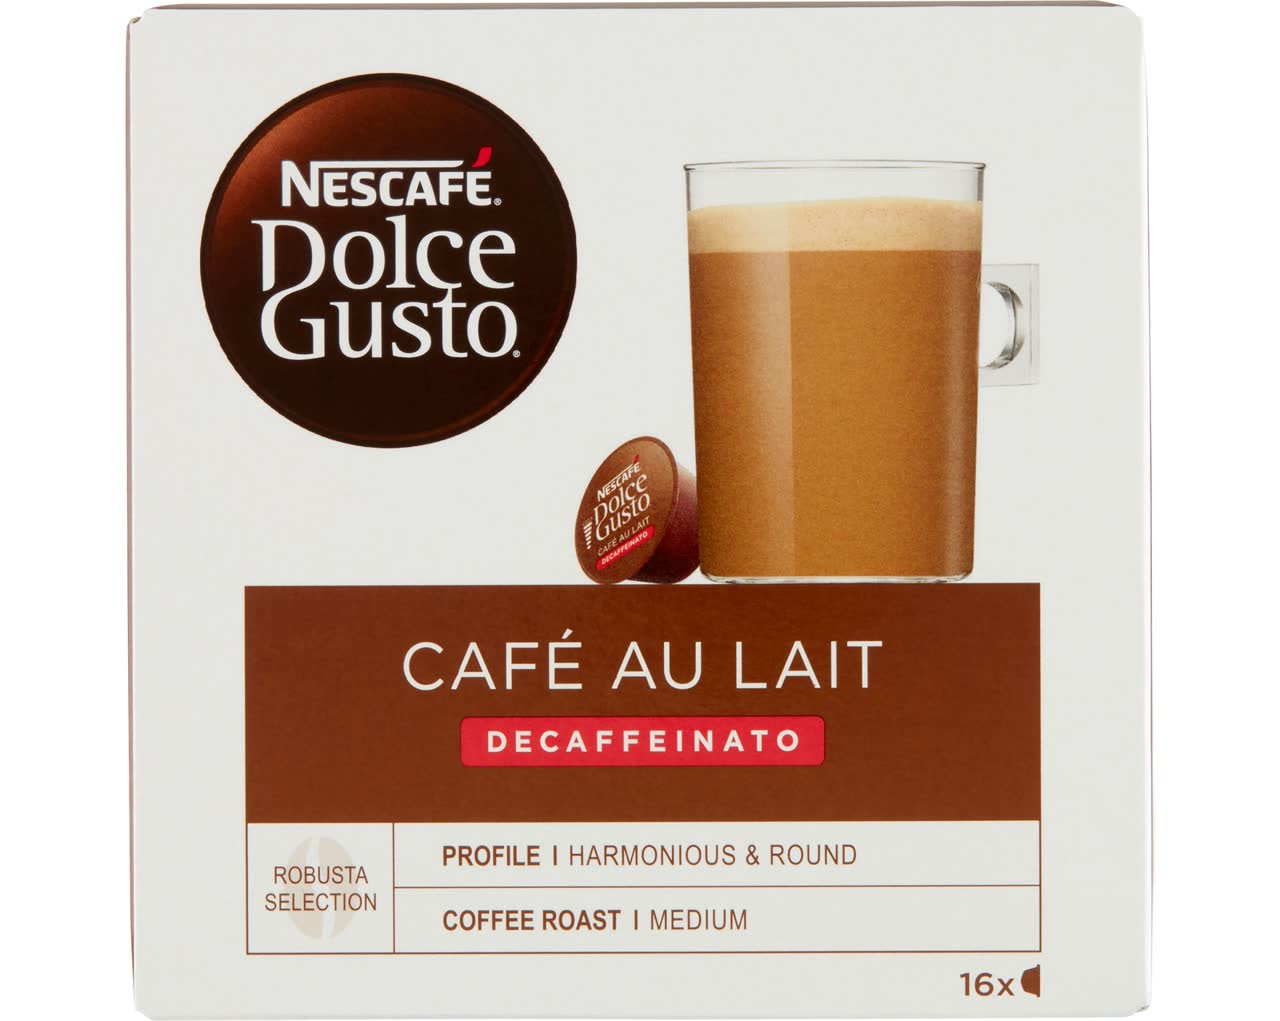 NESCAFÉ®
DOLCE
GUSTO®
NESCAFÉ
DOLCE
GUSTO
CAFÉ AU LAIT
DECAFFEINATO
CAFÉ AU LAIT
DECAFFEINATO
ROBUSTA
SELECTION
PROFILE | HARMONIOUS & ROUND
COFFEE ROAST | MEDIUM
16x